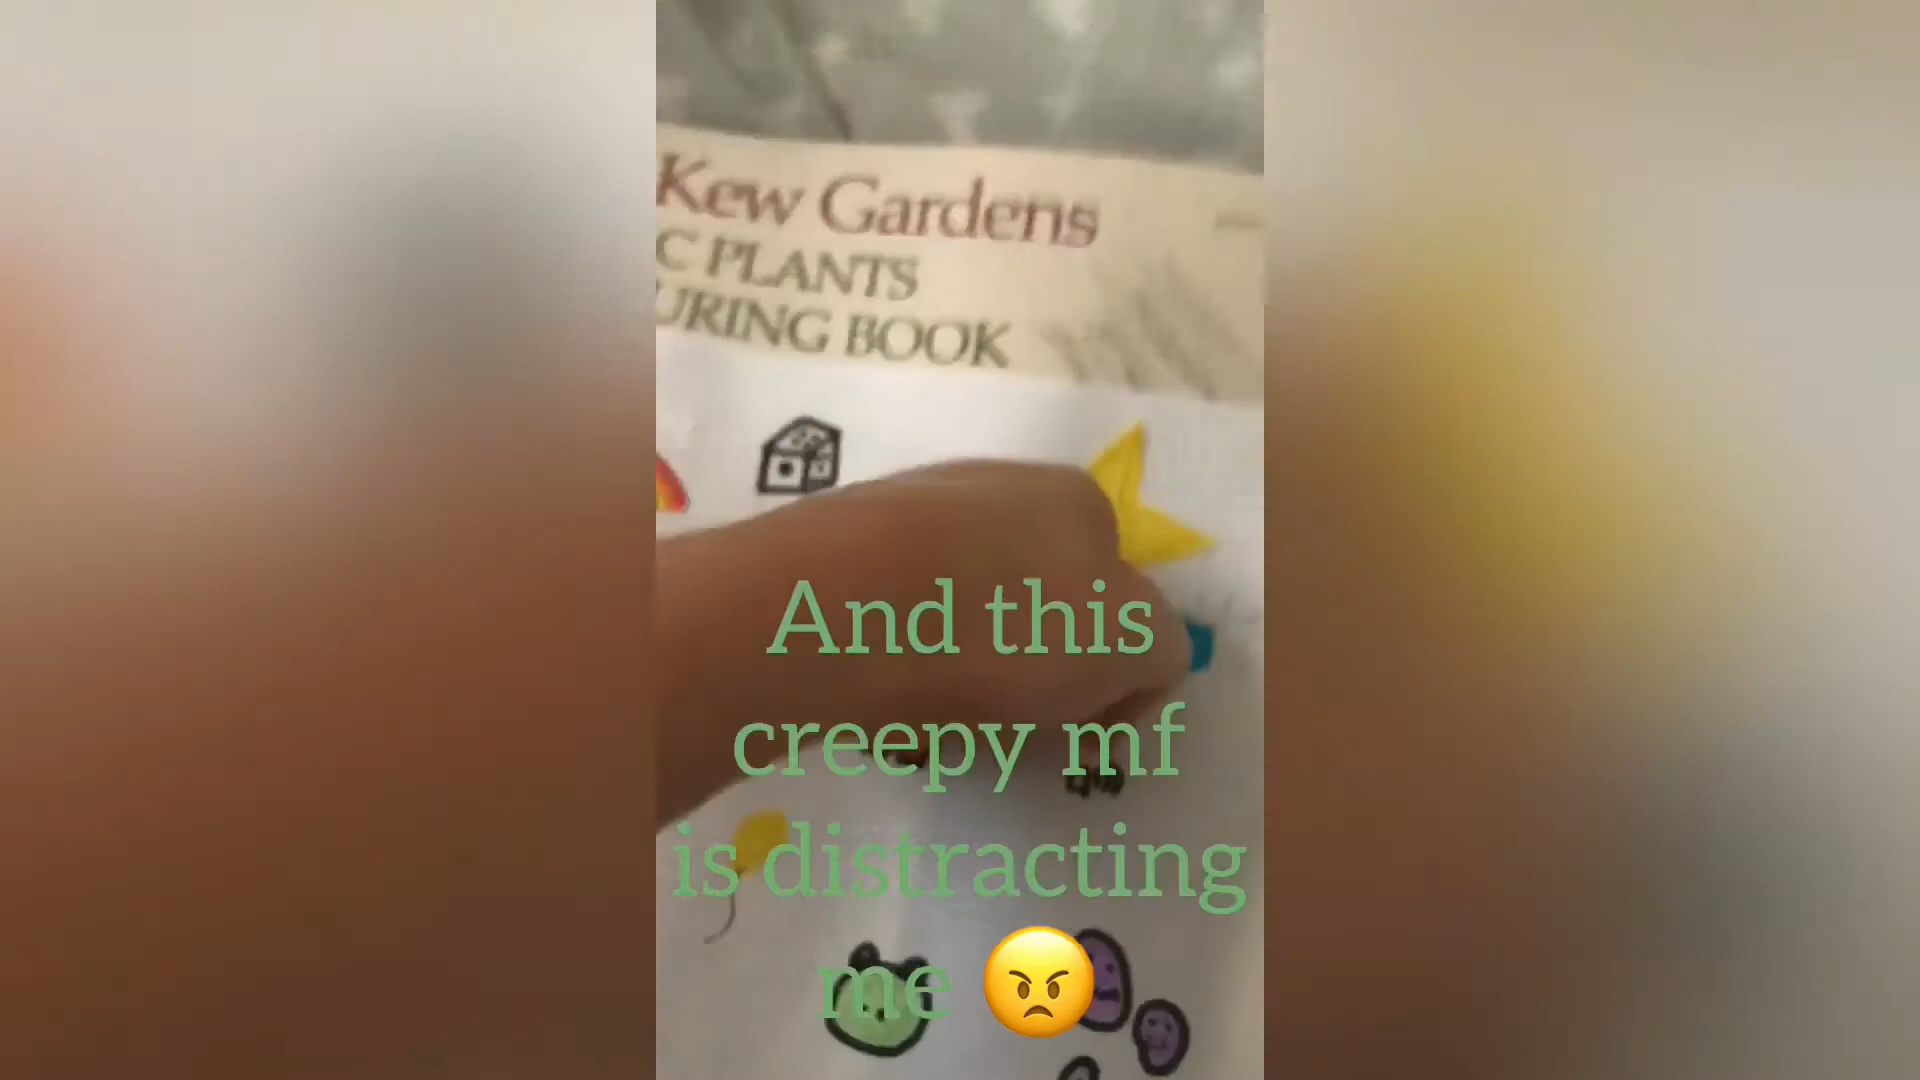 Kew Gardens
C PLANTS
URING BOOK
And this
creepy mf
is distracting
me 😠